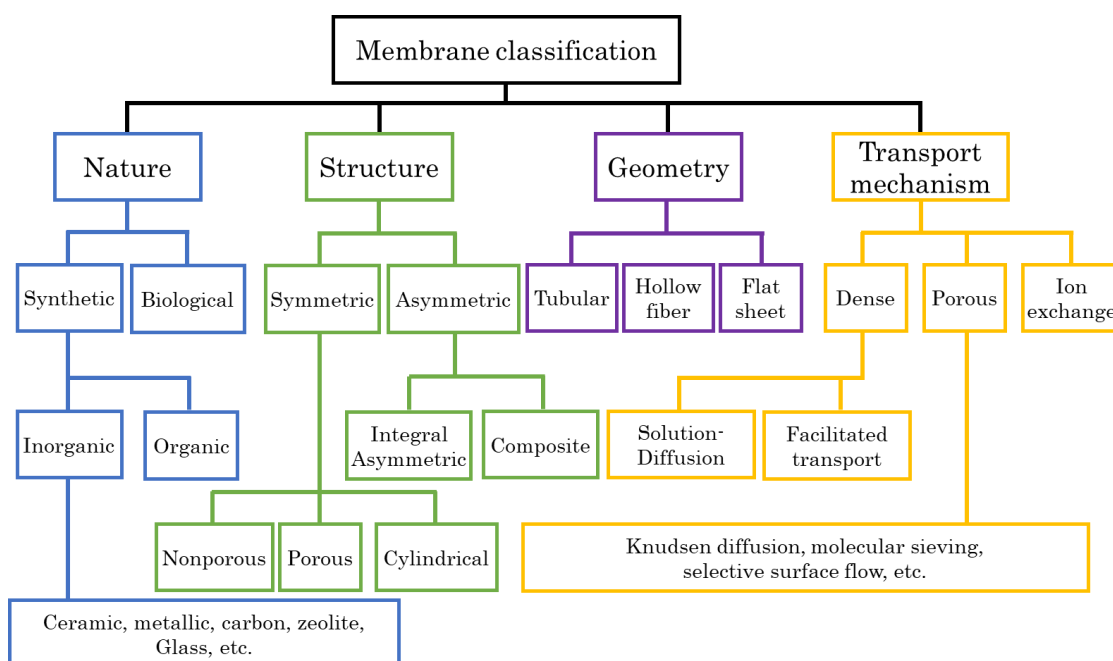 Membrane classification
Nature
Structure
Geometry
Transport
mechanism
Synthetic
Biological
Symmetric
Asymmetric
Tubular
Hollow
fiber
Flat
sheet
Dense
Porous
Ion
exchange
Inorganic
Organic
Integral
Asymmetric
Composite
Solution-
Diffusion
Facilitated
transport
Nonporous
Porous
Cylindrical
Knudsen diffusion, molecular sieving,
selective surface flow, etc.
Ceramic, metallic, carbon, zeolite,
Glass, etc.